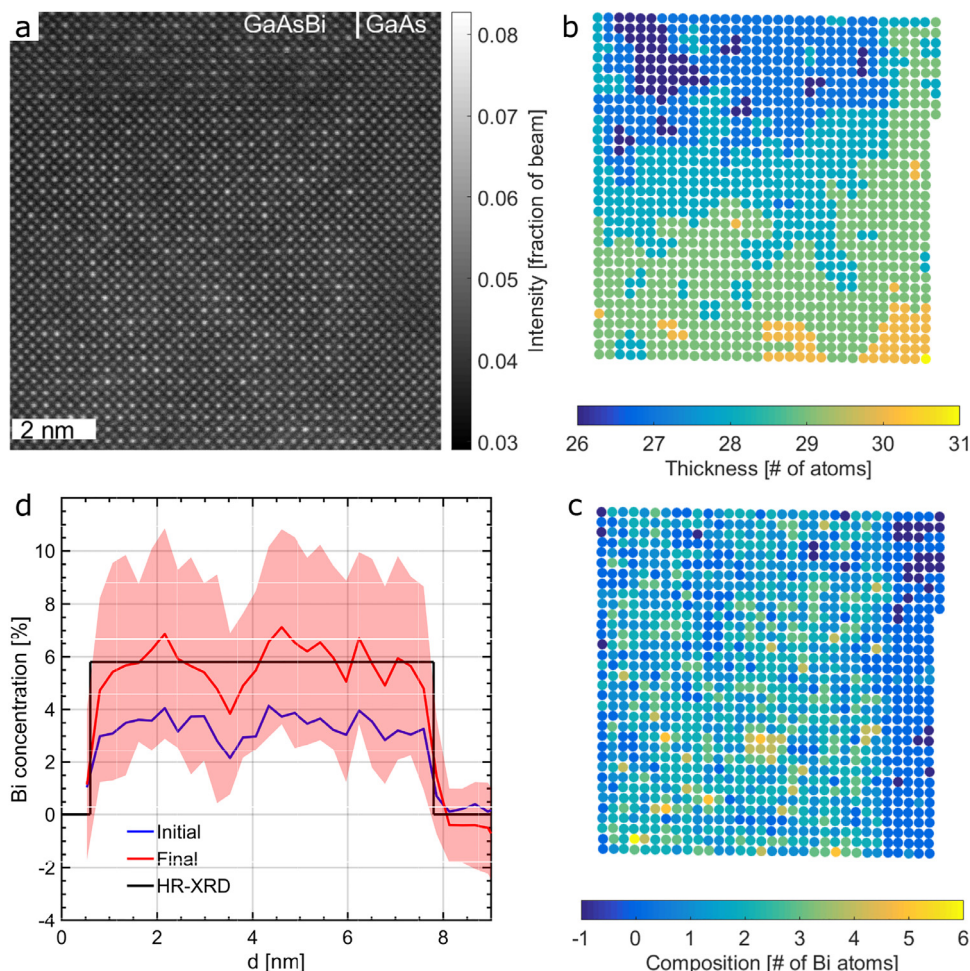 a
GaAsBi | GaAs
2 nm
0.08
0.07
0.06
0.05
0.04
0.03
Intensity [fraction of beam]
b
26 27 28 29 30 31
Thickness [# of atoms]
d
10
8
6
4
2
0
-2
-4
Bi concentration [%]
Initial
Final
HR-XRD
0 2 4 6 8
d [nm]
c
-1 0 1 2 3 4 5 6
Composition [# of Bi atoms]